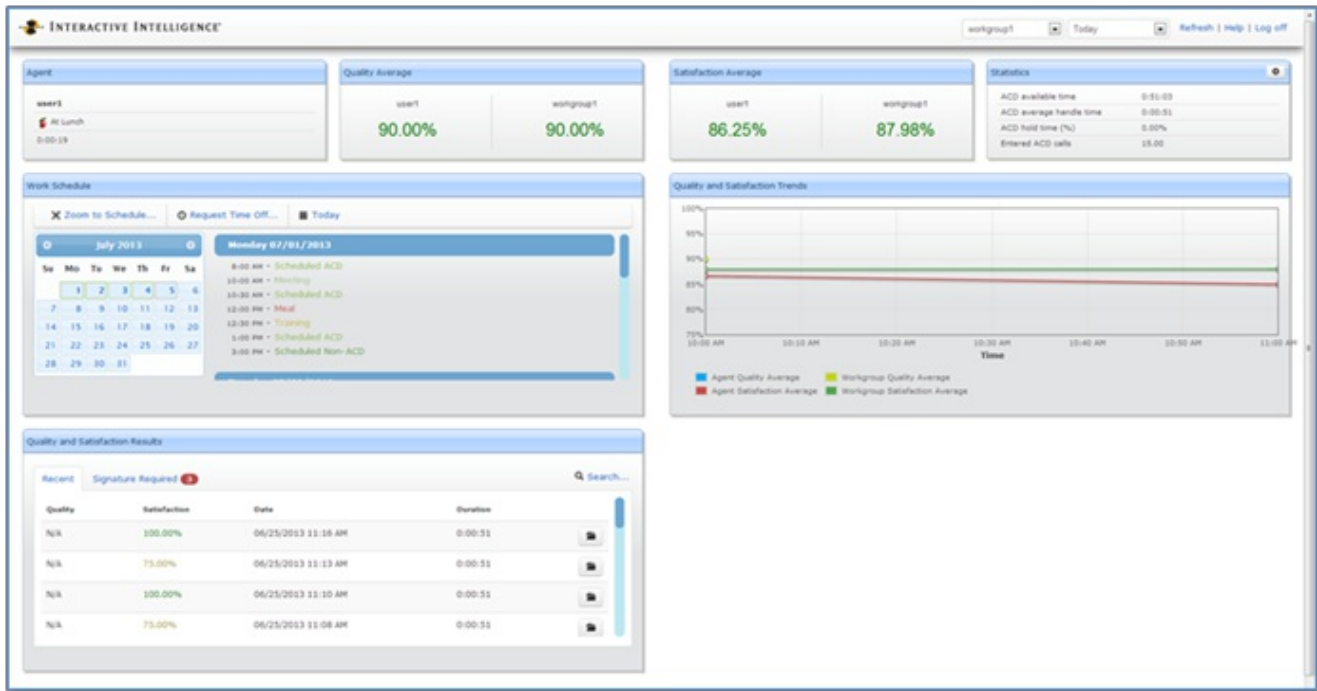 INTERACTIVE INTELLIGENCE
workgroup1 Today Refresh | Help | Log off
Agent
user1
At Lunch
0:00:19
Quality Average
user1 workgroup1
90.00% 90.00%
Satisfaction Average
user1 workgroup1
86.25% 87.98%
Statistics
ACD available time 0:51:03
ACD average handle time 0:00:51
ACD hold time (%) 0.00%
Entered ACD calls 15.00
Work Schedule
Zoom to Schedule... Request Time Off... Today
July 2013
Su Mo Tu We Th Fr Sa
1 2 3 4 5 6
7 8 9 10 11 12 13
14 15 16 17 18 19 20
21 22 23 24 25 26 27
28 29 30 31
Monday 07/01/2013
8:00 AM - Scheduled ACD
10:00 AM - Meeting
10:30 AM - Scheduled ACD
12:00 PM - Meal
12:30 PM - Training
1:00 PM - Scheduled ACD
3:00 PM - Scheduled Non-ACD
Quality and Satisfaction Trends
100%
95%
90%
85%
80%
75%
10:00 AM 10:10 AM 10:20 AM 10:30 AM 10:40 AM 10:50 AM 11:00 AM
Time
Agent Quality Average Workgroup Quality Average
Agent Satisfaction Average Workgroup Satisfaction Average
Quality and Satisfaction Results
Recent Signature Required 3 Search...
Quality Satisfaction Date Duration
N/A 100.00% 06/25/2013 11:16 AM 0:00:51
N/A 75.00% 06/25/2013 11:13 AM 0:00:51
N/A 100.00% 06/25/2013 11:10 AM 0:00:51
N/A 75.00% 06/25/2013 11:08 AM 0:00:51